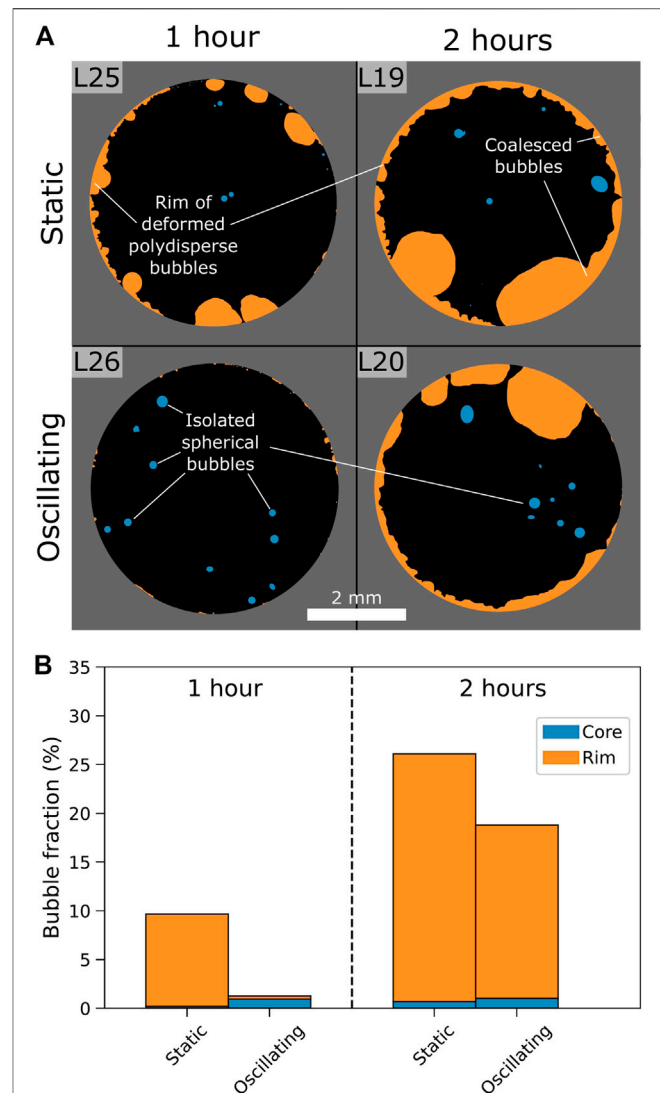 A
1 hour
2 hours
Static
L25
L19
Rim of
deformed
polydisperse
bubbles
Coalesced
bubbles
Oscillating
L26
L20
Isolated
spherical
bubbles
2 mm
B
1 hour
2 hours
Core
Rim
Bubble fraction (%)
35
30
25
20
15
10
5
0
Static
Oscillating
Static
Oscillating